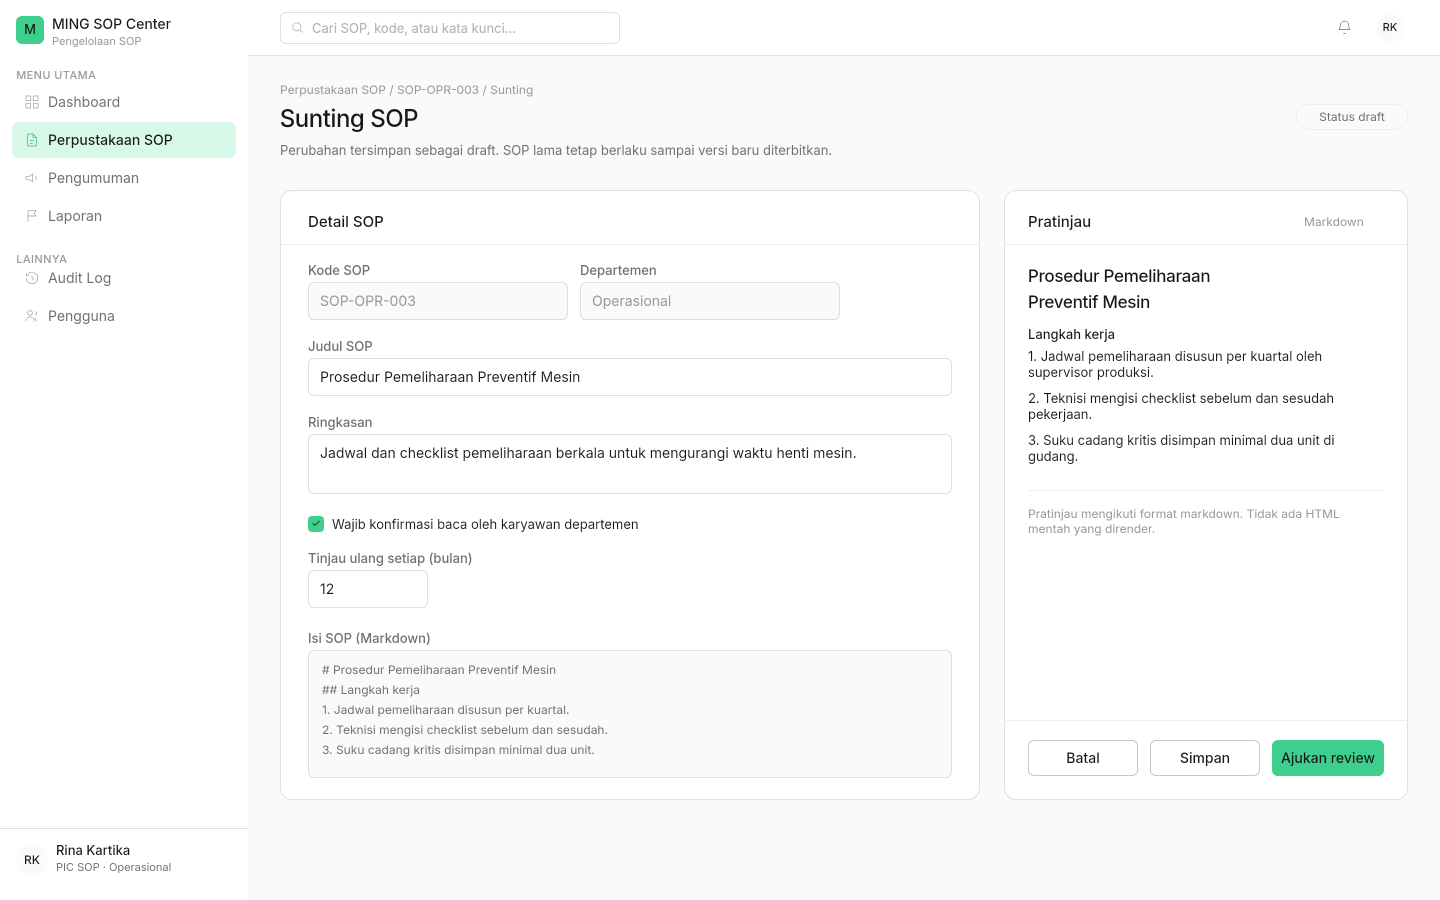 M
MING SOP Center
Pengelolaan SOP
MENU UTAMA
Dashboard
Perpustakaan SOP
Pengumuman
Laporan
LAINNYA
Audit Log
Pengguna
RK
Rina Kartika
PIC SOP · Operasional
Cari SOP, kode, atau kata kunci...
RK
Perpustakaan SOP / SOP-OPR-003 / Sunting
Sunting SOP
Status draft
Perubahan tersimpan sebagai draft. SOP lama tetap berlaku sampai versi baru diterbitkan.
Detail SOP
Kode SOP
SOP-OPR-003
Departemen
Operasional
Judul SOP
Prosedur Pemeliharaan Preventif Mesin
Ringkasan
Jadwal dan checklist pemeliharaan berkala untuk mengurangi waktu henti mesin.
Wajib konfirmasi baca oleh karyawan departemen
Tinjau ulang setiap (bulan)
12
Isi SOP (Markdown)
# Prosedur Pemeliharaan Preventif Mesin
## Langkah kerja
1. Jadwal pemeliharaan disusun per kuartal.
2. Teknisi mengisi checklist sebelum dan sesudah.
3. Suku cadang kritis disimpan minimal dua unit.
Pratinjau
Markdown
Prosedur Pemeliharaan
Preventif Mesin
Langkah kerja
1. Jadwal pemeliharaan disusun per kuartal oleh
supervisor produksi.
2. Teknisi mengisi checklist sebelum dan sesudah
pekerjaan.
3. Suku cadang kritis disimpan minimal dua unit di
gudang.
Pratinjau mengikuti format markdown. Tidak ada HTML
mentah yang dirender.
Batal
Simpan
Ajukan review